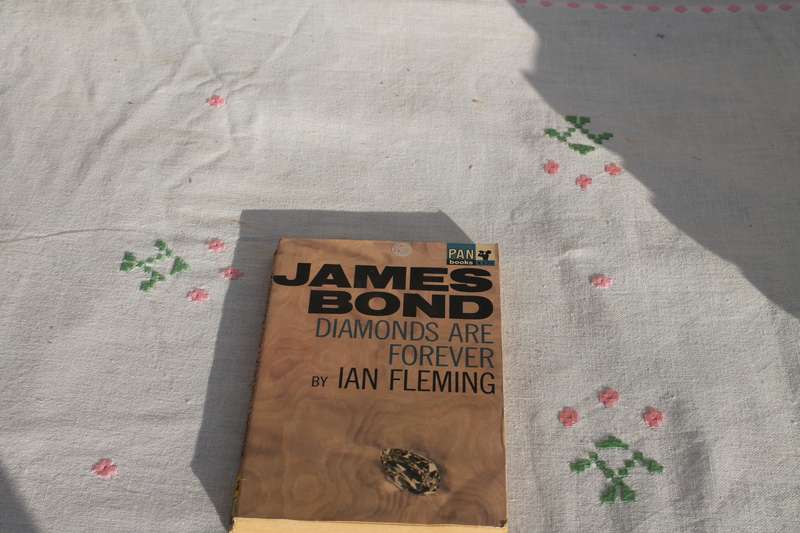 PAN
books
JAMES
BOND
DIAMONDS ARE
FOREVER
BY IAN FLEMING